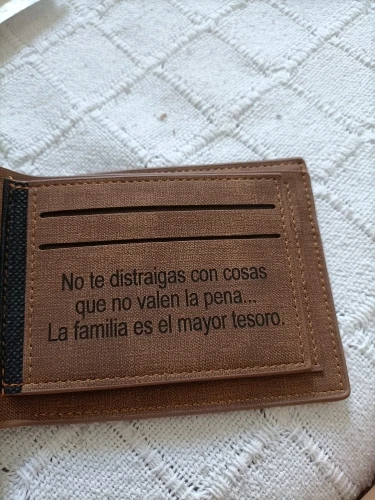 No te distraigas con cosas
que no valen la pena...
La familia es el mayor tesoro.